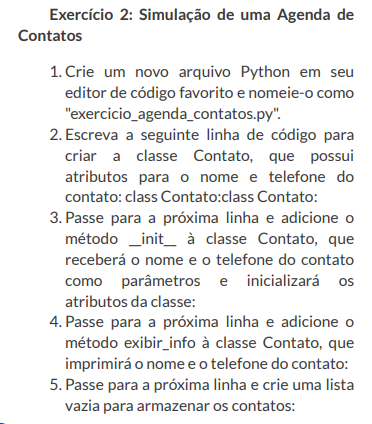 Exercício 2: Simulação de uma Agenda de
Contatos
1. Crie um novo arquivo Python em seu
editor de código favorito e nomeie-o como
"exercicio_agenda_contatos.py".
2. Escreva a seguinte linha de código para
criar a classe Contato, que possui
atributos para o nome e telefone do
contato: class Contato:class Contato:
3. Passe para a próxima linha e adicione o
método __init__ à classe Contato, que
receberá o nome e o telefone do contato
como parâmetros e inicializará os
atributos da classe:
4. Passe para a próxima linha e adicione o
método exibir_info à classe Contato, que
imprimirá o nome e o telefone do contato:
5. Passe para a próxima linha e crie uma lista
vazia para armazenar os contatos: